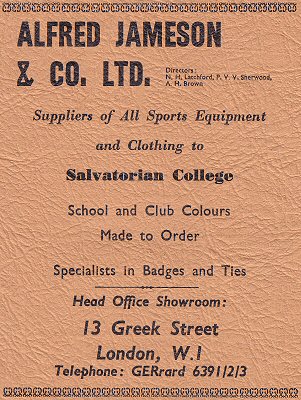 ALFRED JAMESON
& CO. LTD.
Directors:
N. H. Latchford, P. V. V. Sherwood,
A. H. Brown
Suppliers of All Sports Equipment
and Clothing to
Salvatorian College
School and Club Colours
Made to Order
Specialists in Badges and Ties
Head Office Showroom:
13 Greek Street
London, W.1
Telephone: GERrard 6391/2/3